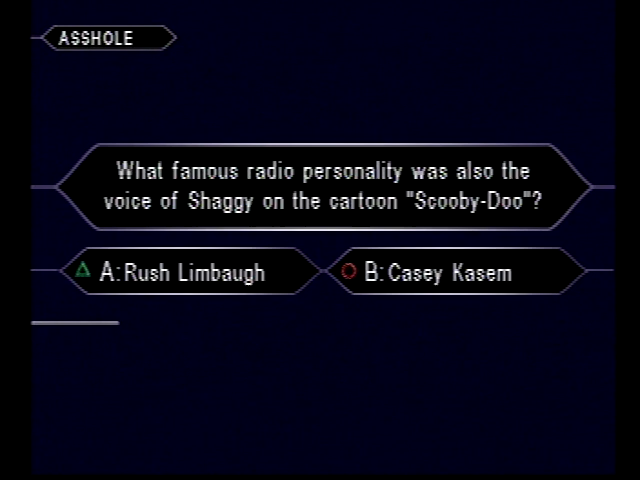 ASSHOLE
What famous radio personality was also the
voice of Shaggy on the cartoon "Scooby-Doo"?
A: Rush Limbaugh
B: Casey Kasem